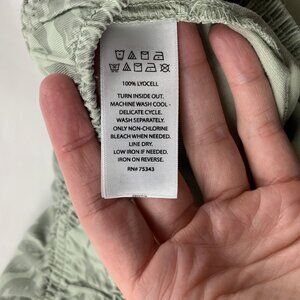 100% LYOCELL
TURN INSIDE OUT.
MACHINE WASH COOL -
DELICATE CYCLE.
WASH SEPARATELY.
ONLY NON-CHLORINE
BLEACH WHEN NEEDED.
LINE DRY.
LOW IRON IF NEEDED.
IRON ON REVERSE.
RN# 75343